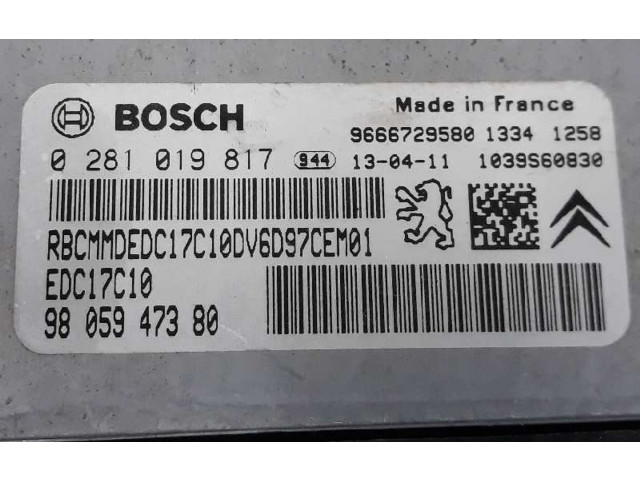 BOSCH
Made in France
9666729580 1334 1258
0 281 019 817 944 13-04-11 1039S60830
RBCMMDEDC17C10DV6D97CEM01
EDC17C10
98 059 473 80